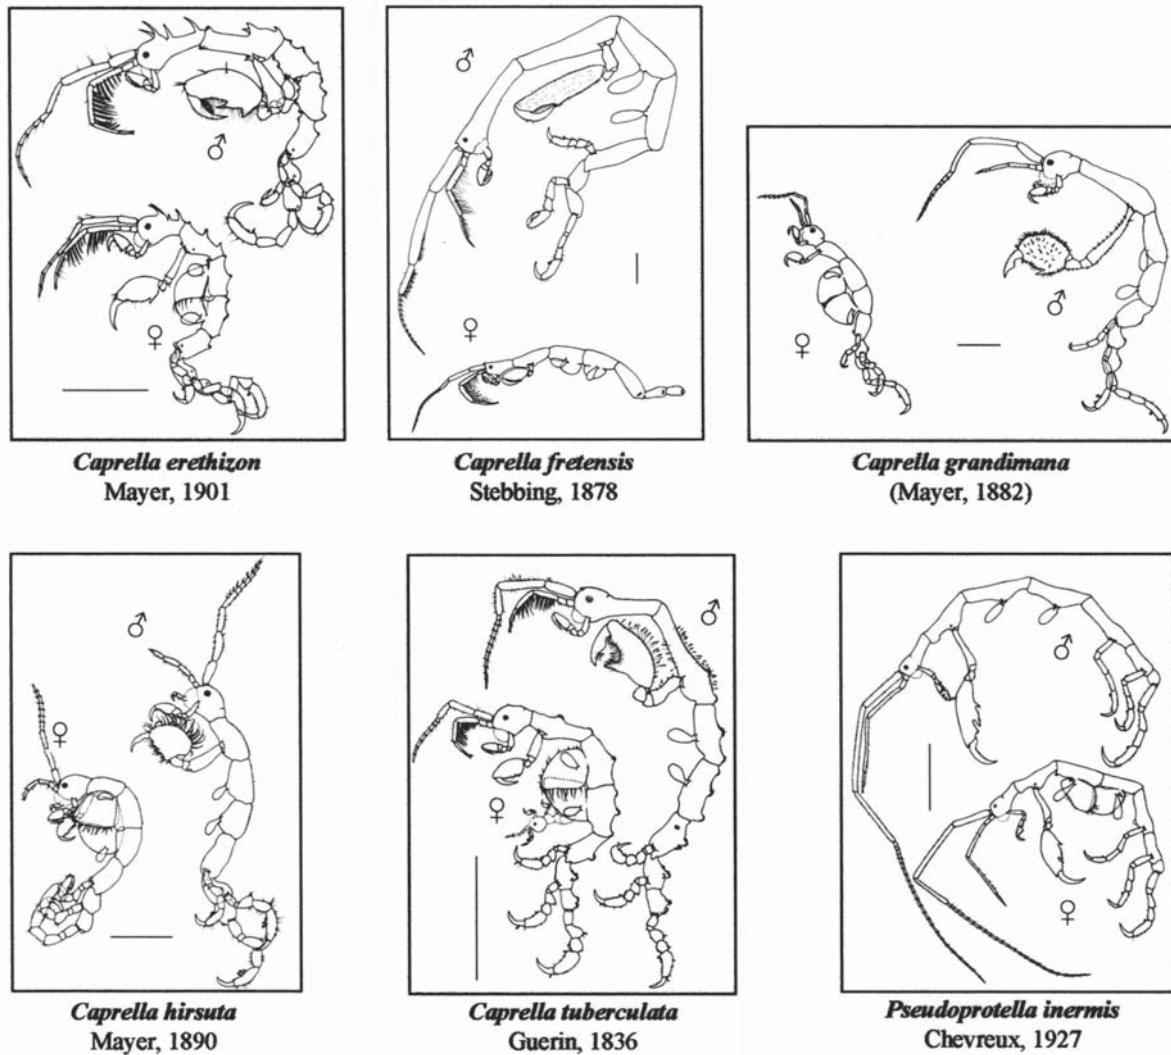 ♂
♀
♂
♀
♀
♂
Caprella erethizon
Mayer, 1901
Caprella fretensis
Stebbing, 1878
Caprella grandimana
(Mayer, 1882)
♂
♀
♂
♀
♂
♀
Caprella hirsuta
Mayer, 1890
Caprella tuberculata
Guerin, 1836
Pseudoprotella inermis
Chevreux, 1927